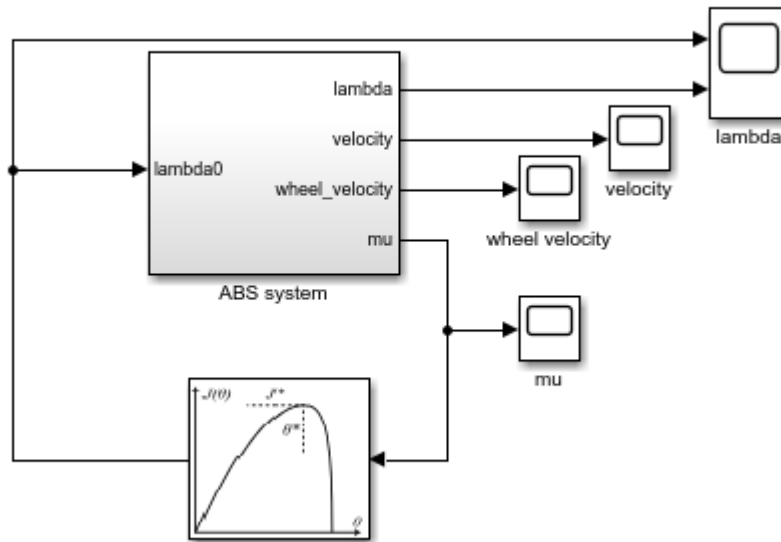 lambda
lambda
velocity
lambda0
velocity
wheel_velocity
wheel velocity
mu
ABS system
mu
J(θ)
J*
θ*
θ